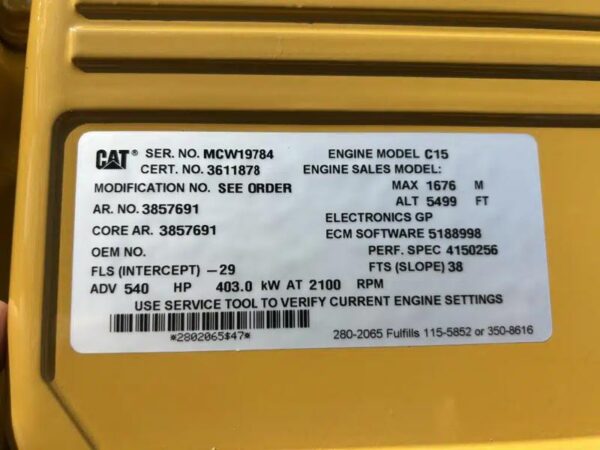 CAT® SER. NO. MCW19784 ENGINE MODEL C15
CERT. NO. 3611878 ENGINE SALES MODEL:
MODIFICATION NO. SEE ORDER MAX 1676 M
AR. NO. 3857691 ALT 5499 FT
ELECTRONICS GP
CORE AR. 3857691 ECM SOFTWARE 5188998
OEM NO. PERF. SPEC 4150256
FLS (INTERCEPT) -29 FTS (SLOPE) 38
ADV 540 HP 403.0 kW AT 2100 RPM
USE SERVICE TOOL TO VERIFY CURRENT ENGINE SETTINGS
*2802065$47* 280-2065 Fulfills 115-5852 or 350-8616